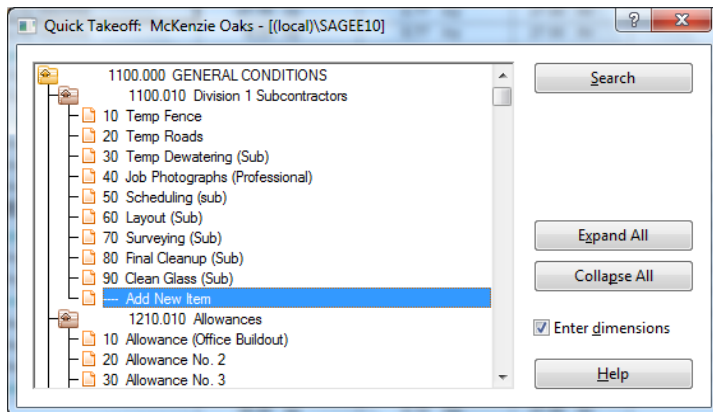 Quick Takeoff: McKenzie Oaks - [(local)\SAGEE10]
1100.000 GENERAL CONDITIONS
1100.010 Division 1 Subcontractors
10 Temp Fence
20 Temp Roads
30 Temp Dewatering (Sub)
40 Job Photographs (Professional)
50 Scheduling (sub)
60 Layout (Sub)
70 Surveying (Sub)
80 Final Cleanup (Sub)
90 Clean Glass (Sub)
---- Add New Item
1210.010 Allowances
10 Allowance (Office Buildout)
20 Allowance No. 2
30 Allowance No. 3
Search
Expand All
Collapse All
Enter dimensions
Help